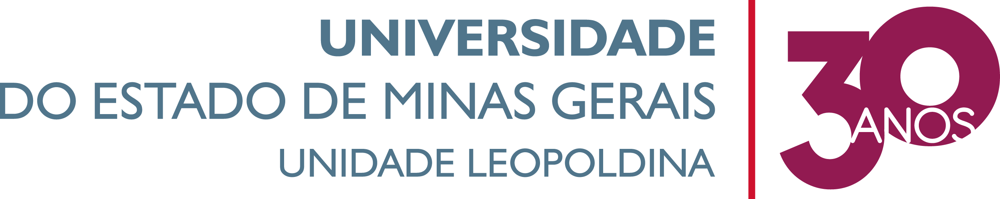 UNIVERSIDADE
DO ESTADO DE MINAS GERAIS
UNIDADE LEOPOLDINA
30
ANOS